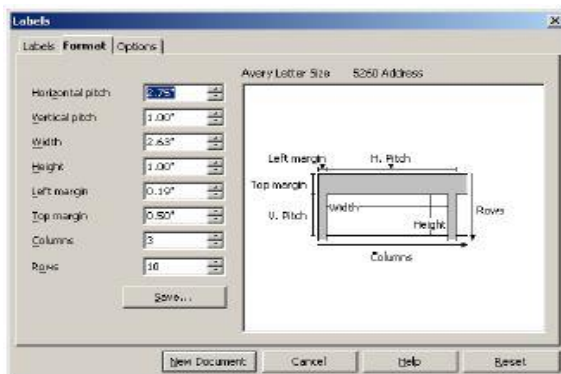 Labels
Labels Format Options
Avery Letter Size 5260 Address
Horizontal pitch 2.75"
Vertical pitch 1.00"
Width 2.63"
Height 1.00"
Left margin 0.19"
Top margin 0.50"
Columns 3
Rows 10
Save...
Left margin H. Pitch
Top margin
V. Pitch Width Height Rows
Columns
New Document Cancel Help Reset